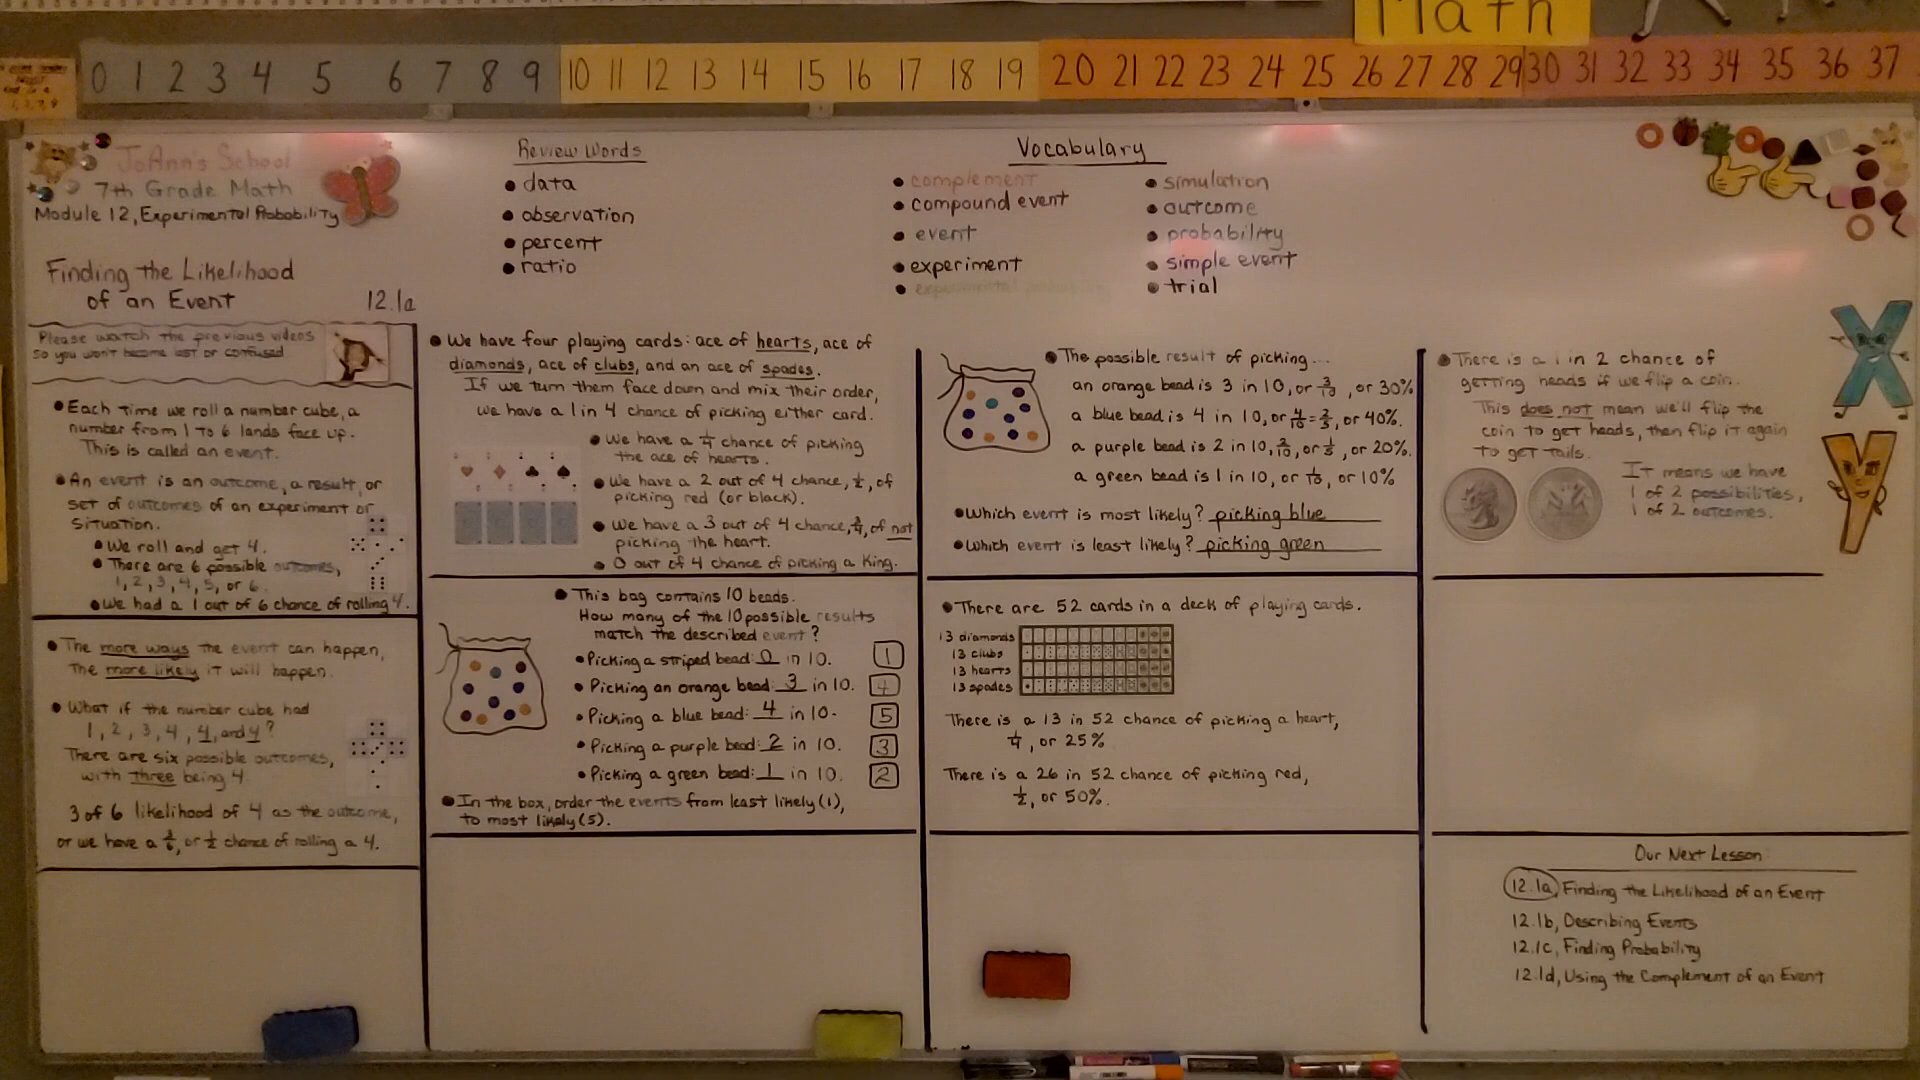 Math
0 1 2 3 4 5 6 7 8 9 10 11 12 13 14 15 16 17 18 19 20 21 22 23 24 25 26 27 28 29 30 31 32 33 34 35 36 37
JoAnn's School
7th Grade Math
Module 12, Experimental Probability
Finding the Likelihood
of an Event 12.1a
Review Words
• data
• observation
• percent
• ratio
Vocabulary
• complement
• compound event
• event
• experiment
• experimental probability
• simulation
• outcome
• probability
• simple event
• trial
Please watch the previous videos
so you won't become lost or confused
• Each time we roll a number cube, a
number from 1 to 6 lands face up.
This is called an event.
• An event is an outcome, a result, or
set of outcomes of an experiment or
situation.
• We roll and get 4.
• There are 6 possible outcomes,
1, 2, 3, 4, 5, or 6.
• We had a 1 out of 6 chance of rolling 4.
• The more ways the event can happen,
The more likely it will happen.
• What if the number cube had
1, 2, 3, 4, 4, and 4?
There are six possible outcomes,
with three being 4
3 of 6 likelihood of 4 as the outcome,
or we have a 3/6, or 1/2 chance of rolling a 4.
• We have four playing cards: ace of hearts, ace of
diamonds, ace of clubs, and an ace of spades.
If we turn them face down and mix their order,
we have a 1 in 4 chance of picking either card.
• We have a 1/4 chance of picking
the ace of hearts.
• We have a 2 out of 4 chance, 1/2, of
picking red (or black).
• We have a 3 out of 4 chance, 3/4, of not
picking the heart.
• 0 out of 4 chance of picking a King.
• This bag contains 10 beads.
How many of the 10 possible results
match the described event?
• Picking a striped bead: 0 in 10. 1
• Picking an orange bead: 3 in 10. 4
• Picking a blue bead: 4 in 10. 5
• Picking a purple bead: 2 in 10. 3
• Picking a green bead: 1 in 10. 2
• In the box, order the events from least likely (1),
to most likely (5).
• The possible result of picking...
an orange bead is 3 in 10, or 3/10, or 30%
a blue bead is 4 in 10, or 4/10 = 2/5, or 40%.
a purple bead is 2 in 10, 2/10, or 1/5, or 20%.
a green bead is 1 in 10, or 1/10, or 10%
• Which event is most likely? picking blue
• Which event is least likely? picking green
• There are 52 cards in a deck of playing cards.
13 diamonds
13 clubs
13 hearts
13 spades
There is a 13 in 52 chance of picking a heart,
1/4, or 25%
There is a 26 in 52 chance of picking red,
1/2, or 50%.
• There is a 1 in 2 chance of
getting heads if we flip a coin.
This does not mean we'll flip the
coin to get heads, then flip it again
to get tails.
It means we have
1 of 2 possibilities,
1 of 2 outcomes.
X
Y
Our Next Lesson:
12.1a, Finding the Likelihood of an Event
12.1b, Describing Events
12.1c, Finding Probability
12.1d, Using the Complement of an Event